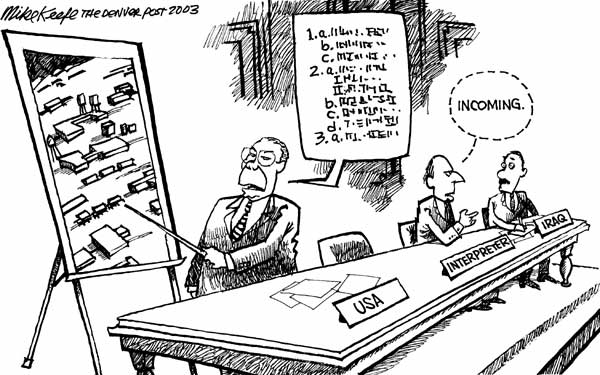 Mike Keefe THE DENVER POST 2003
1. a.
b.
c.
2. a.
b.
c.
d.
3. a.
INCOMING.
USA
INTERPRETER
IRAQ